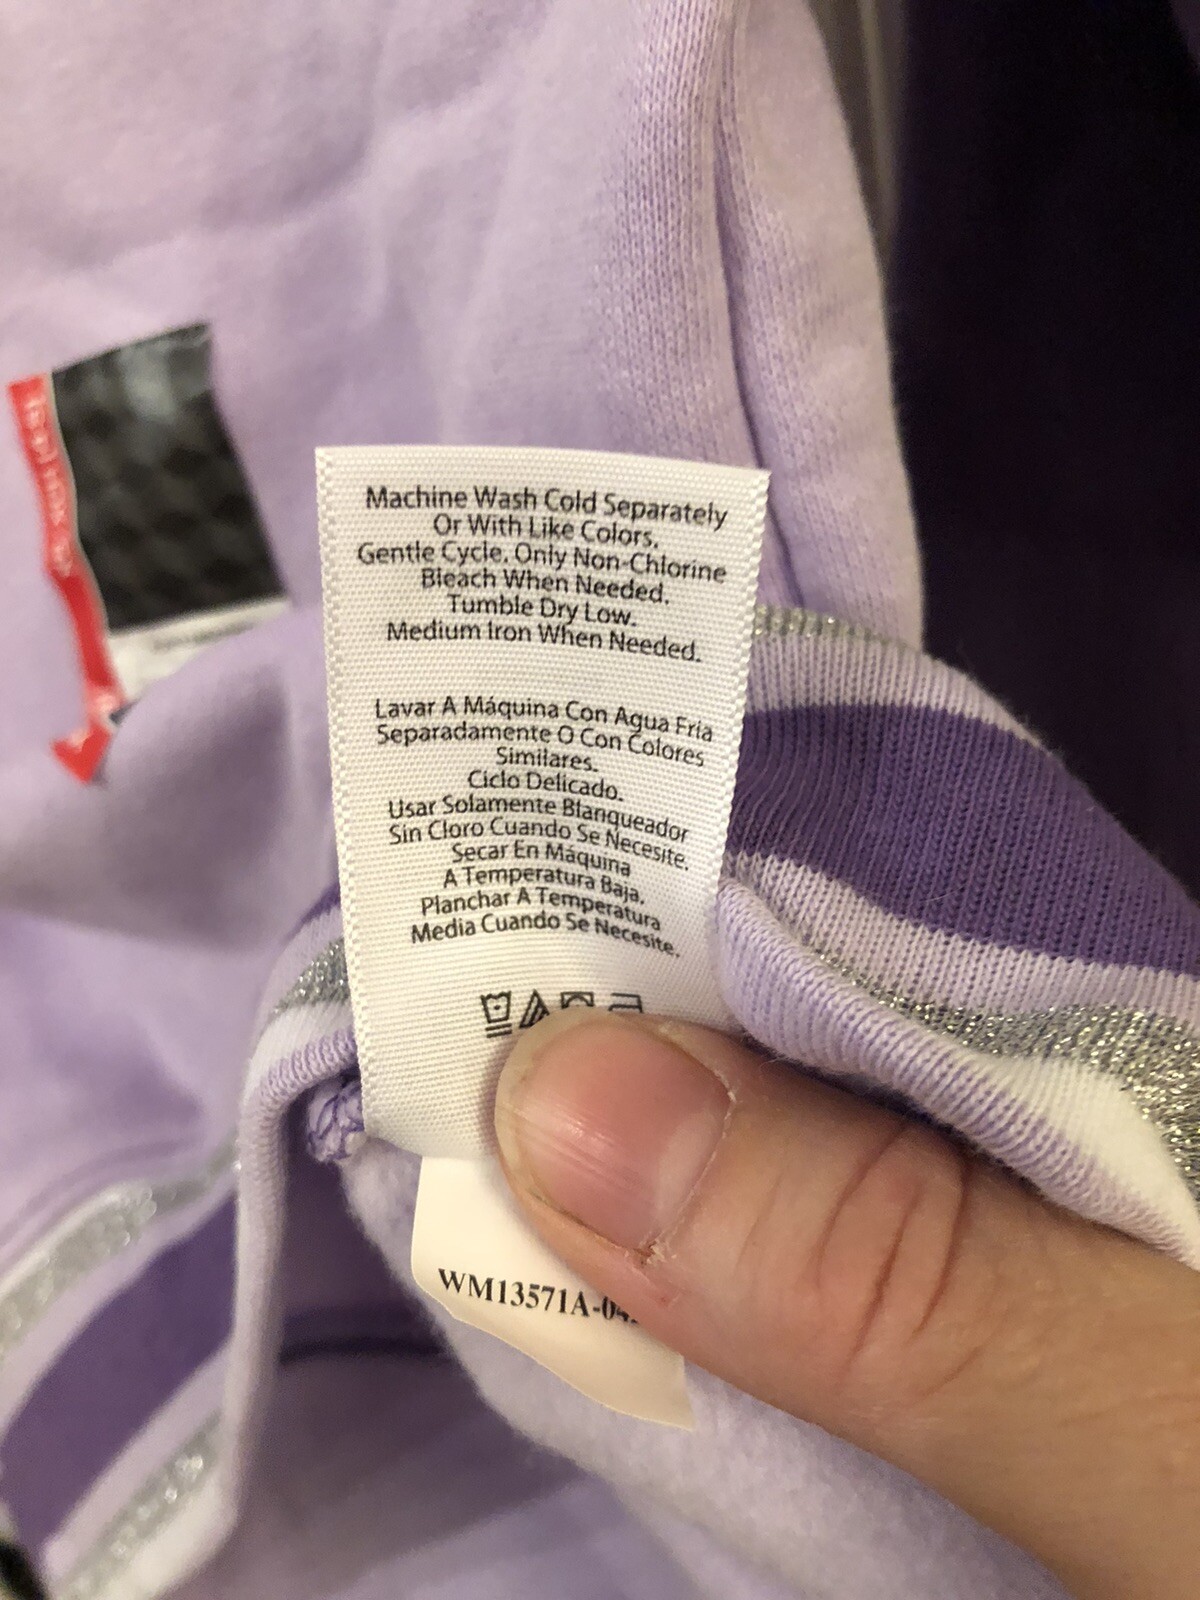 Machine Wash Cold Separately
Or With Like Colors.
Gentle Cycle. Only Non-Chlorine
Bleach When Needed.
Tumble Dry Low.
Medium Iron When Needed.
Lavar A Máquina Con Agua Fria
Separadamente O Con Colores
Similares.
Ciclo Delicado.
Usar Solamente Blanqueador
Sin Cloro Cuando Se Necesite.
Secar En Máquina
A Temperatura Baja.
Planchar A Temperatura
Media Cuando Se Necesite.
WM13571A-04